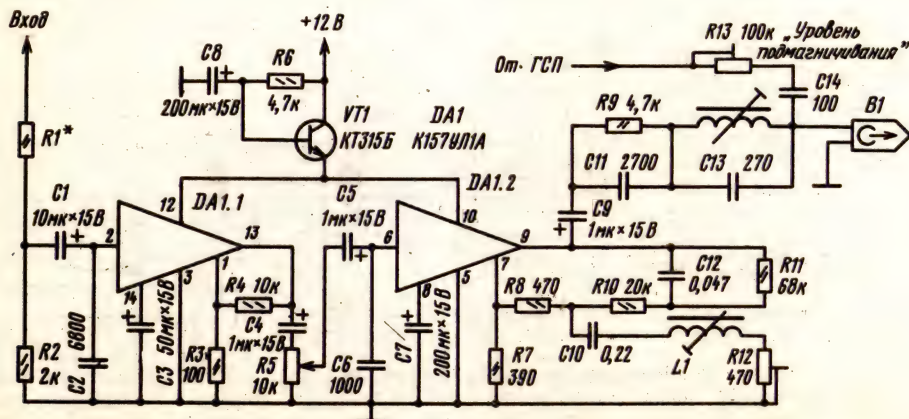 Вход
+12 В
R13 100к „Уровень
подмагничивания"
C8
R6
От ГСП
200мк×15В
4,7к
R9 4,7к
C14
100
B1
VT1
КТ315Б
DA1
К157УЛ1А
R1*
C11
2700
C13
270
C1
10мк×15В
12
DA1.1
C5
1мк×15В
DA1.2
10
C9
1мк×15В
2
13
6
9
14
3
1
8
5
7
C12
0,047
R11
68к
R4 10к
R8 470
R10 20к
C4
1мк×15В
50мк×15В
C3
6800
C2
R2
2к
R3
100
R5
10к
C6
1000
C7
200мк×15В
R7
390
C10
0,22
L1
R12
470